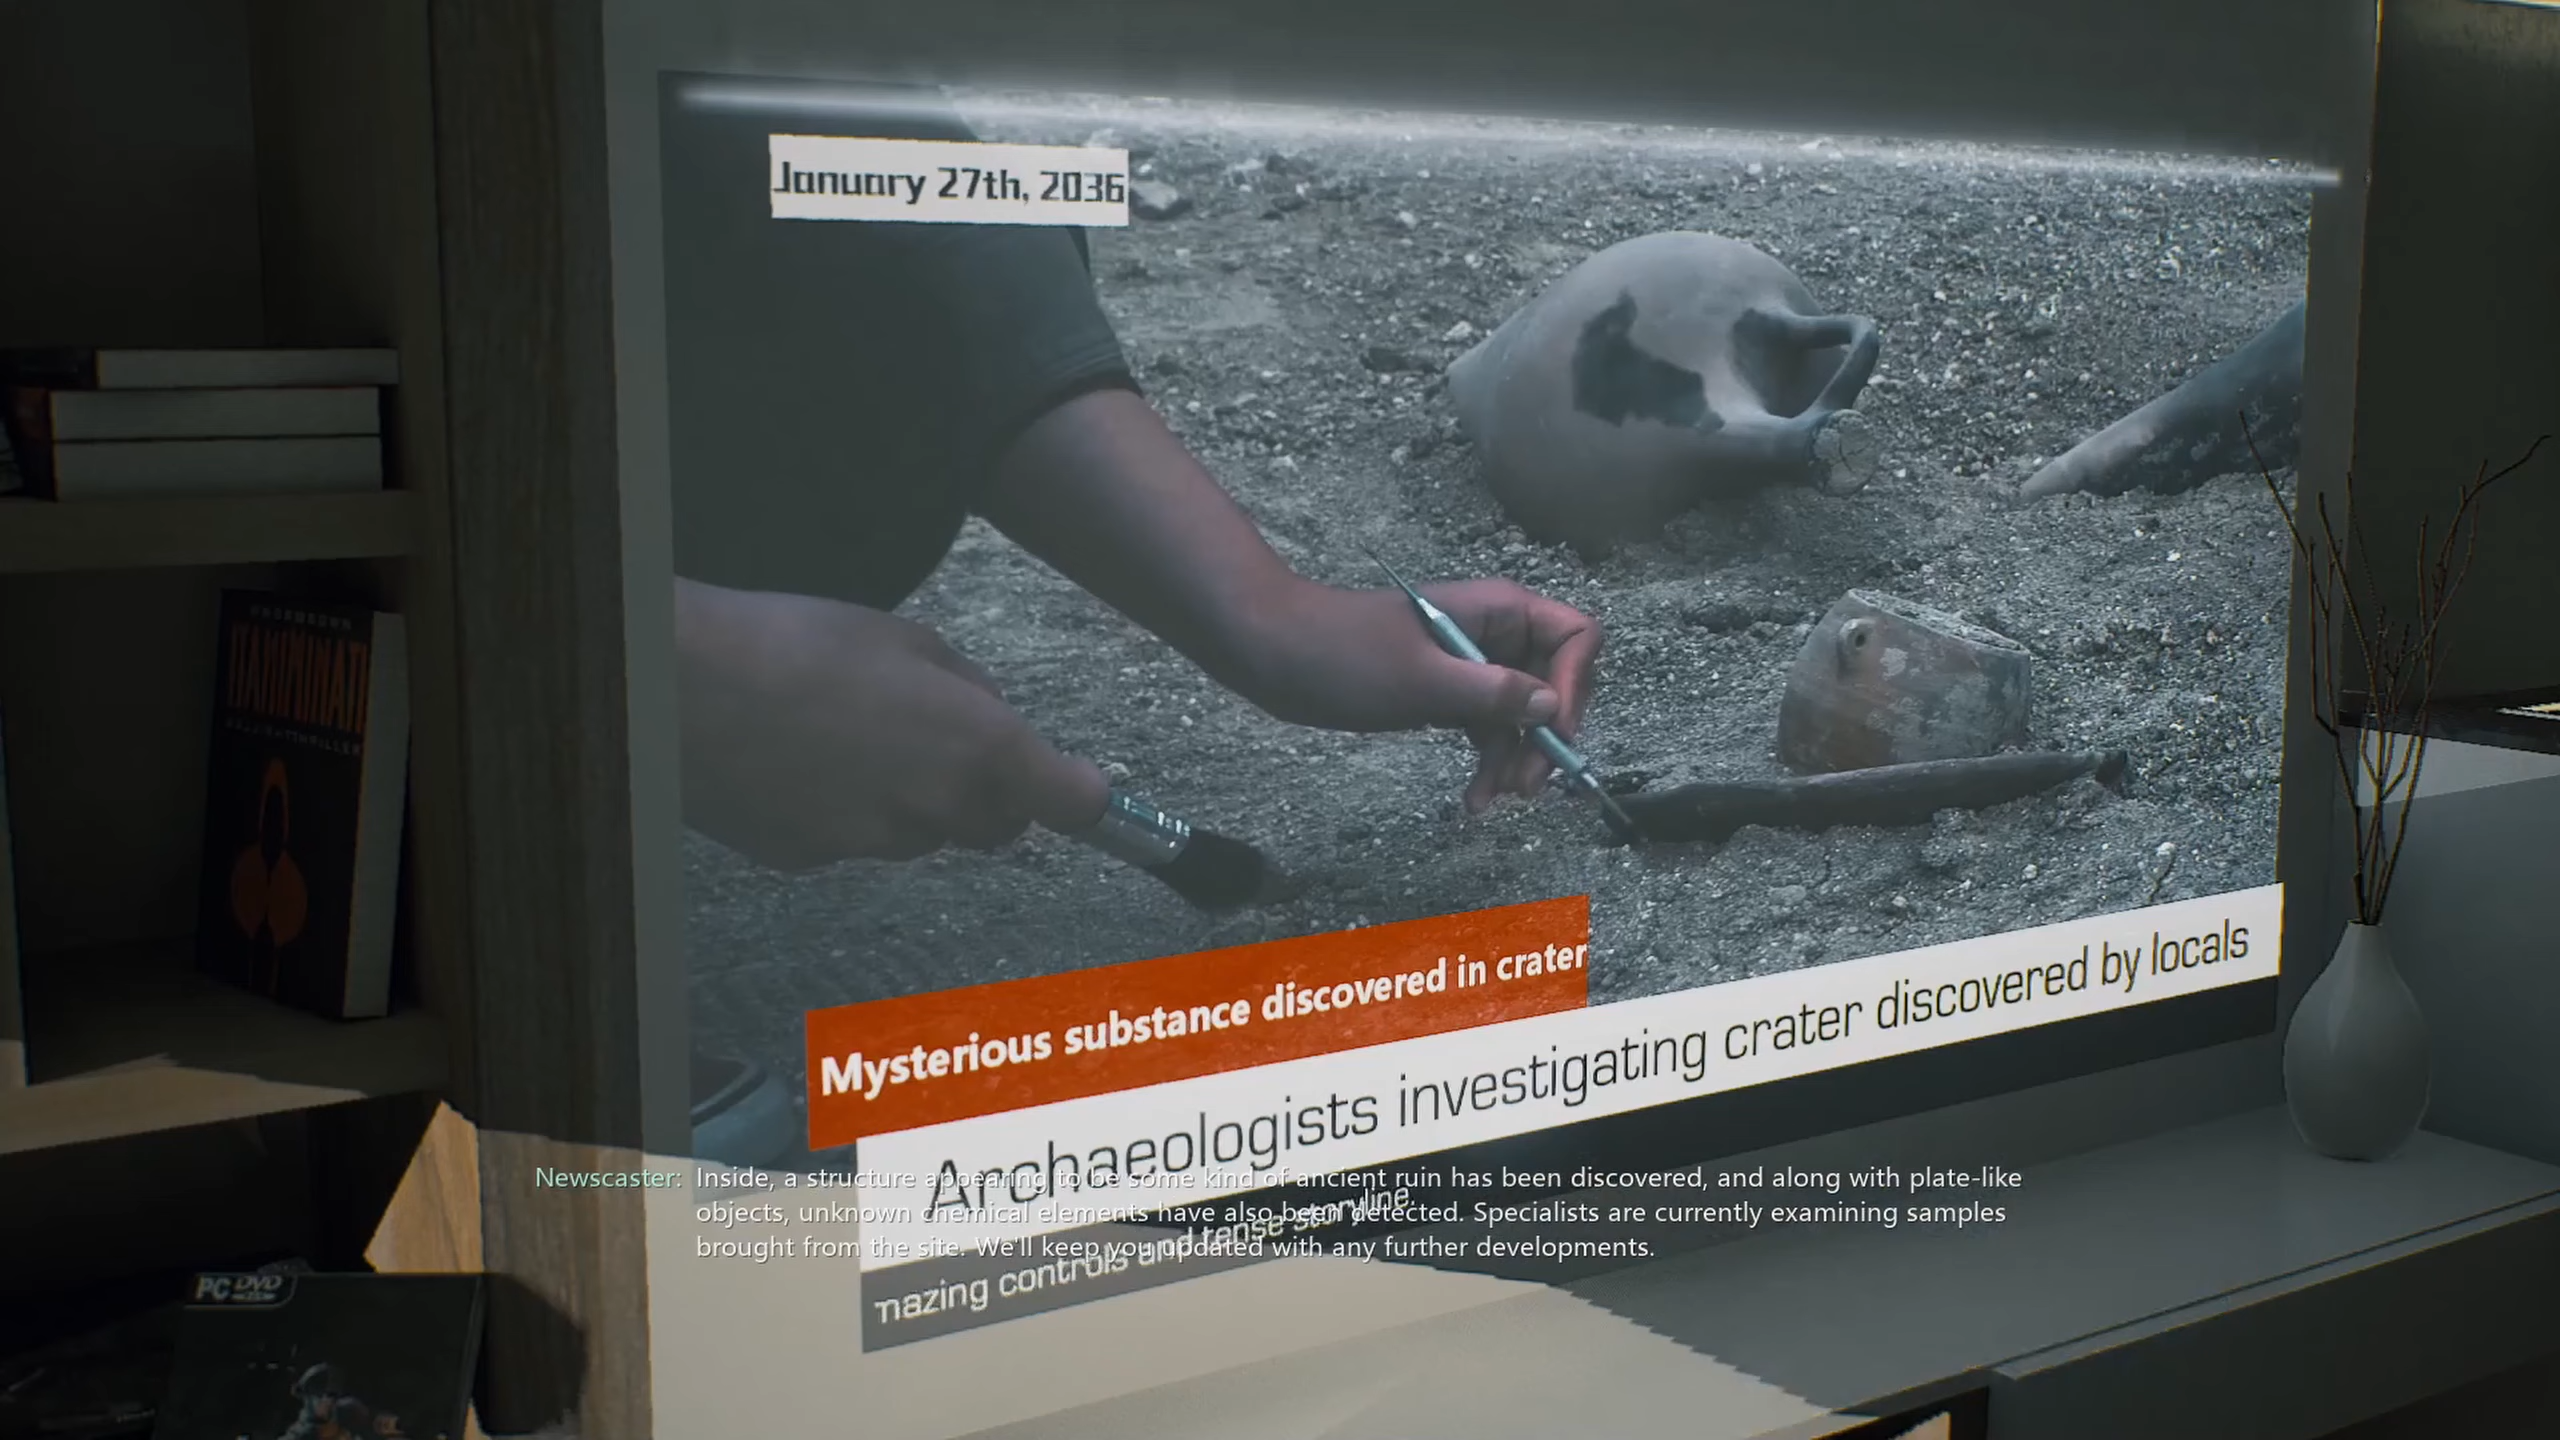 January 27th, 2036
ITAMIMINATI
Mysterious substance discovered in crater
Archaeologists investigating crater discovered by locals
mazing controls and tense storyline.
Newscaster: Inside, a structure appearing to be some kind of ancient ruin has been discovered, and along with plate-like
objects, unknown chemical elements have also been detected. Specialists are currently examining samples
brought from the site. We'll keep you updated with any further developments.
PC DVD